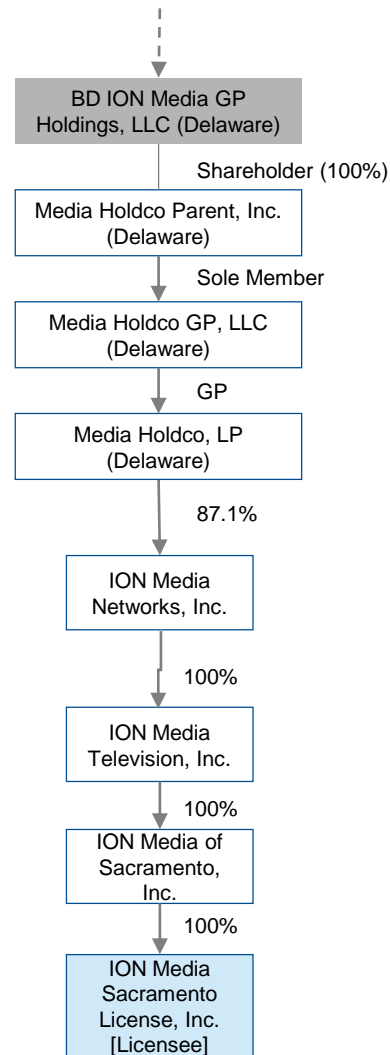 BD ION Media GP
Holdings, LLC (Delaware)
Shareholder (100%)
Media Holdco Parent, Inc.
(Delaware)
Sole Member
Media Holdco GP, LLC
(Delaware)
GP
Media Holdco, LP
(Delaware)
87.1%
ION Media
Networks, Inc.
100%
ION Media
Television, Inc.
100%
ION Media of
Sacramento,
Inc.
100%
ION Media
Sacramento
License, Inc.
[Licensee]